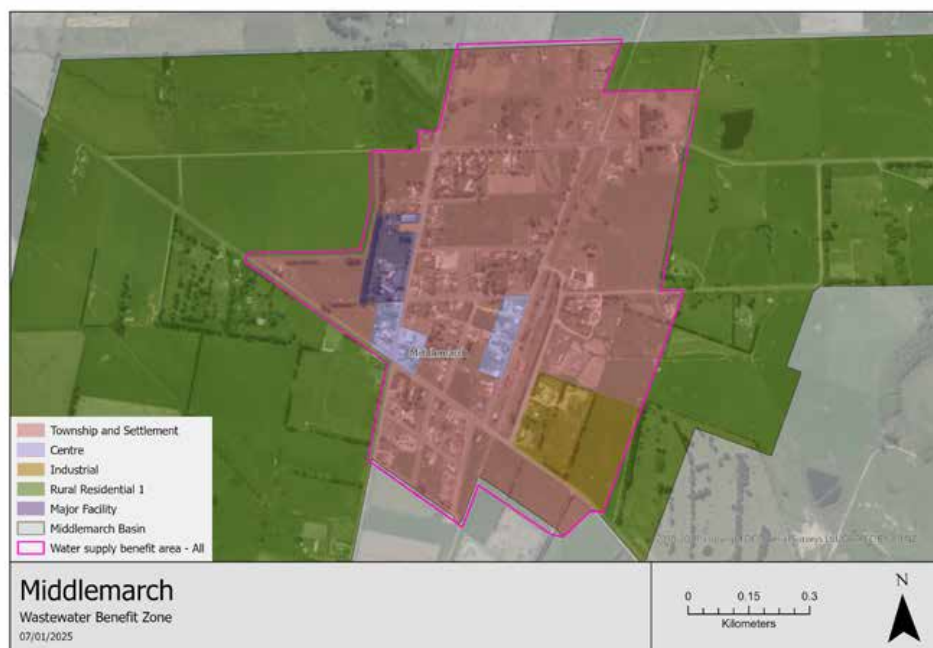 Middlemarch
Township and Settlement
Centre
Industrial
Rural Residential 1
Major Facility
Middlemarch Basin
Water supply benefit area - All
Middlemarch
Wastewater Benefit Zone
07/01/2025
0 0.15 0.3
Kilometers
N